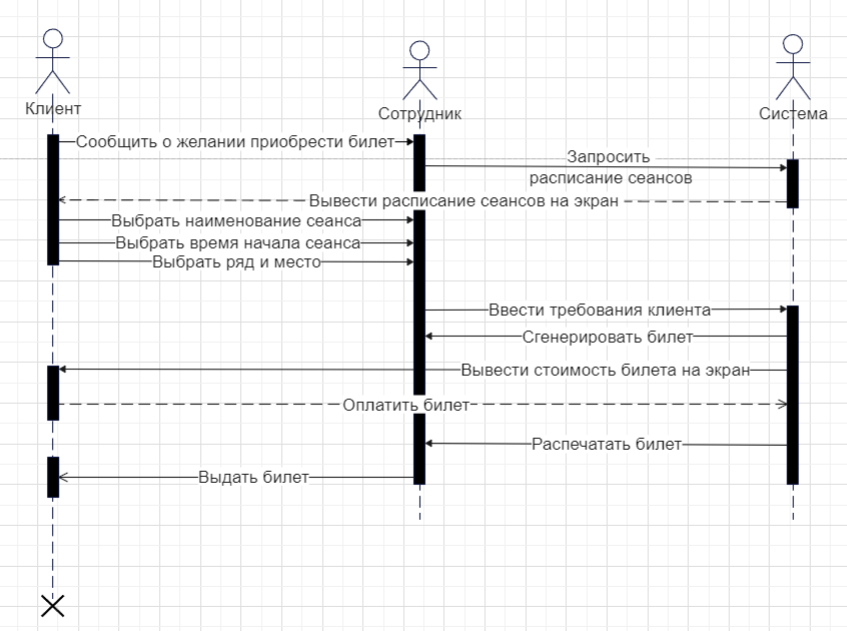 Клиент
Сотрудник
Система
Сообщить о желании приобрести билет
Запросить
расписание сеансов
Вывести расписание сеансов на экран
Выбрать наименование сеанса
Выбрать время начала сеанса
Выбрать ряд и место
Ввести требования клиента
Сгенерировать билет
Вывести стоимость билета на экран
Оплатить билет
Распечатать билет
Выдать билет